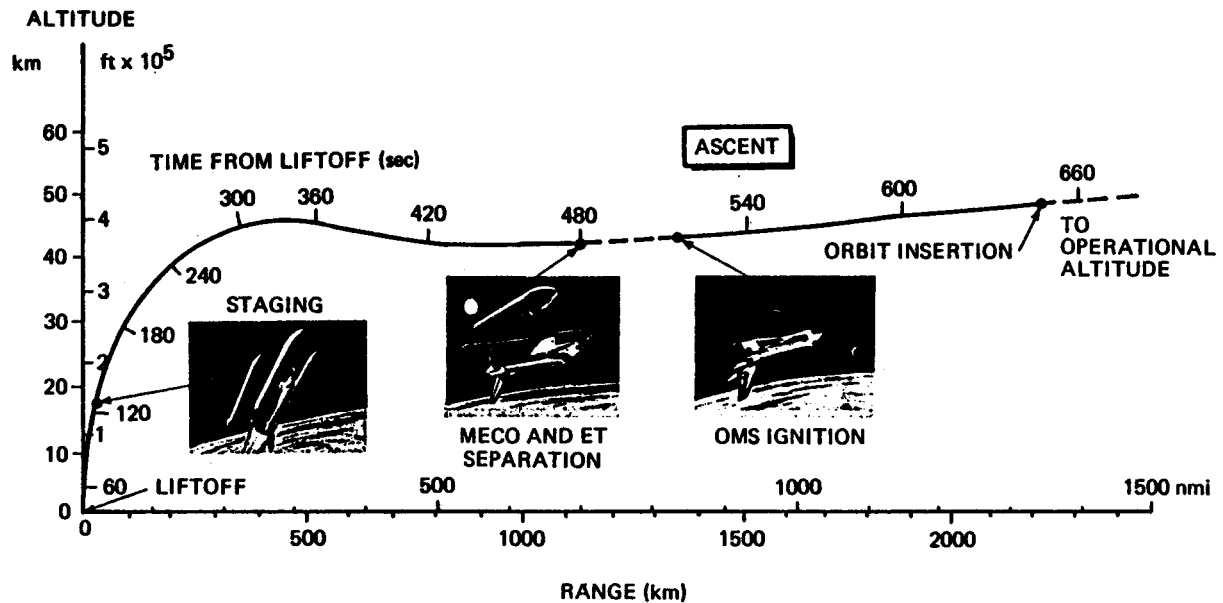 ALTITUDE
km
ft x 10⁵
60
5
ASCENT
TIME FROM LIFTOFF (sec)
50
300
360
420
480
540
600
660
4
40
240
ORBIT INSERTION
TO
OPERATIONAL
ALTITUDE
30
3
STAGING
180
2
20
120
1
10
MECO AND ET
SEPARATION
OMS IGNITION
60
LIFTOFF
500
1000
1500 nmi
0
0
500
1000
1500
2000
RANGE (km)